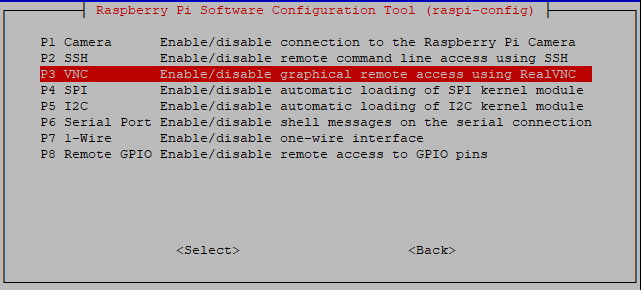 Raspberry Pi Software Configuration Tool (raspi-config)
P1 Camera Enable/disable connection to the Raspberry Pi Camera
P2 SSH Enable/disable remote command line access using SSH
P3 VNC Enable/disable graphical remote access using RealVNC
P4 SPI Enable/disable automatic loading of SPI kernel module
P5 I2C Enable/disable automatic loading of I2C kernel module
P6 Serial Port Enable/disable shell messages on the serial connection
P7 1-Wire Enable/disable one-wire interface
P8 Remote GPIO Enable/disable remote access to GPIO pins
<Select> <Back>